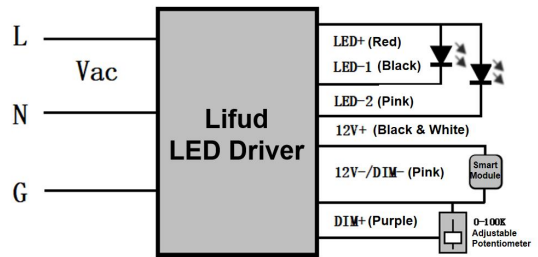 L
Vac
N
G
Lifud
LED Driver
LED+ (Red)
LED-1 (Black)
LED-2 (Pink)
12V+ (Black & White)
12V-/DIM- (Pink)
DIM+ (Purple)
Smart
Module
0-100K
Adjustable
Potentiometer